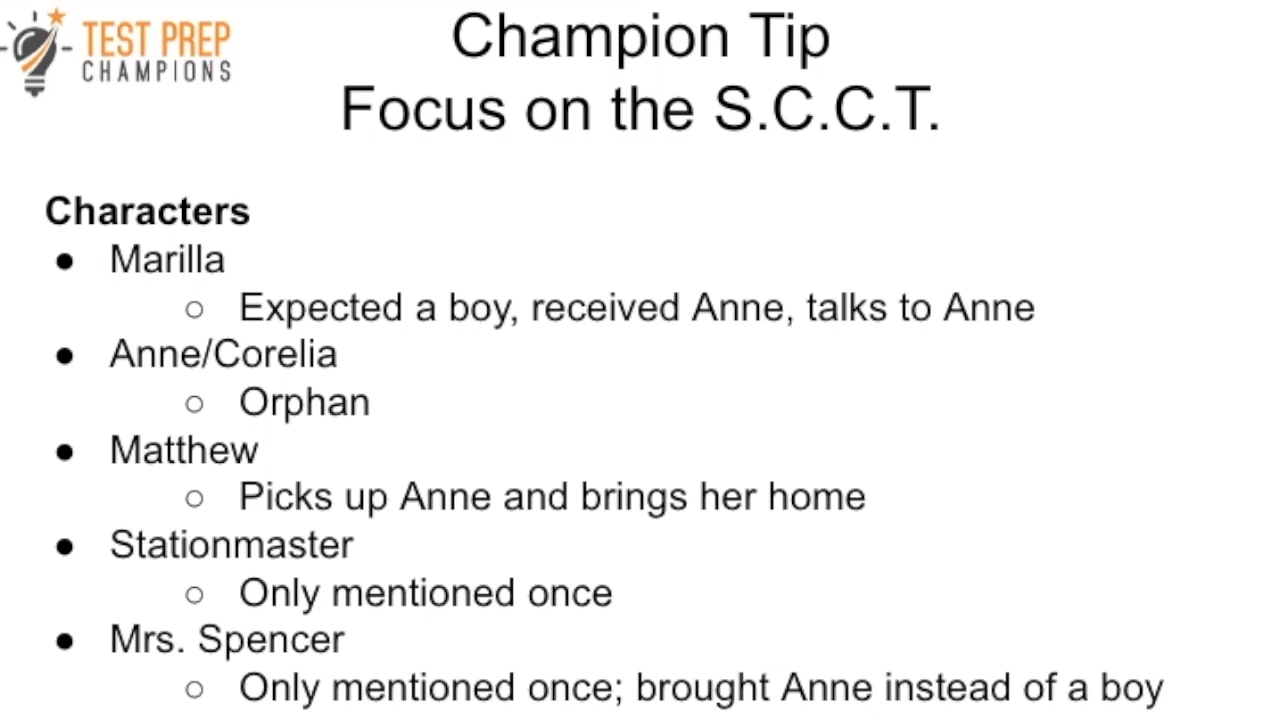 TEST PREP
CHAMPIONS
Champion Tip
Focus on the S.C.C.T.
Characters
● Marilla
○ Expected a boy, received Anne, talks to Anne
● Anne/Corelia
○ Orphan
● Matthew
○ Picks up Anne and brings her home
● Stationmaster
○ Only mentioned once
● Mrs. Spencer
○ Only mentioned once; brought Anne instead of a boy